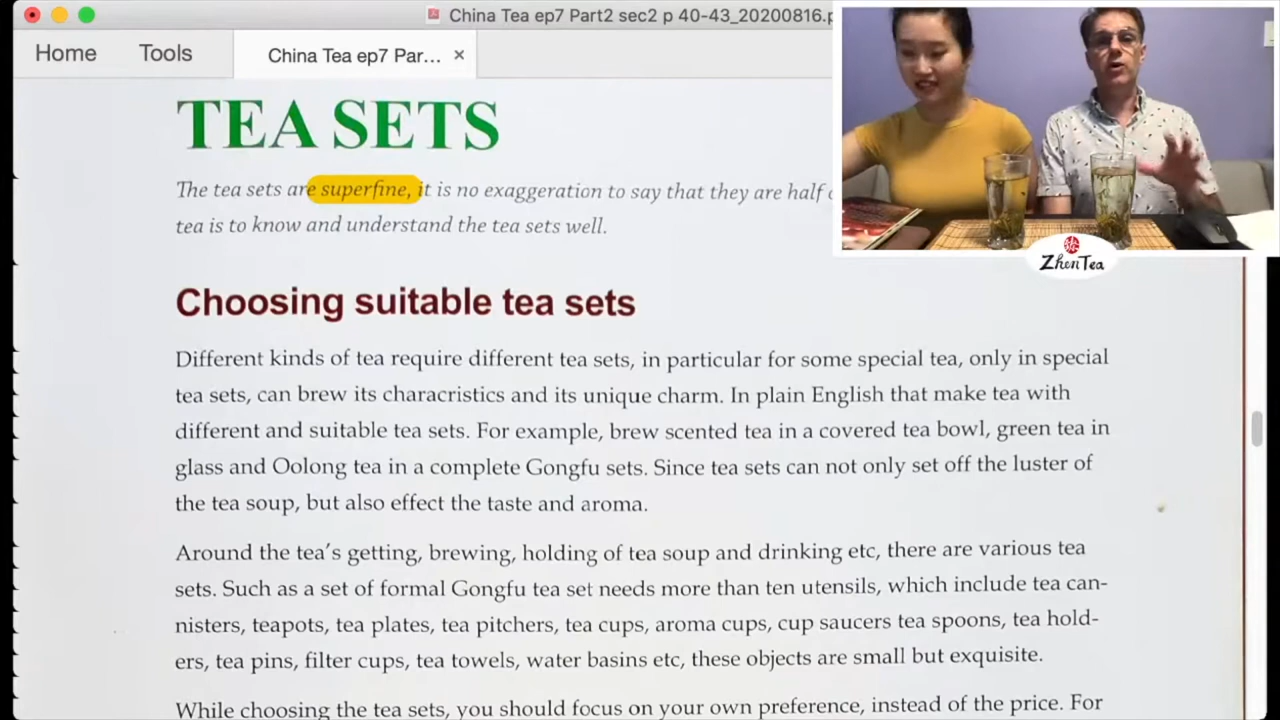 China Tea ep7 Part2 sec2 p 40-43_20200816.p
Home
Tools
China Tea ep7 Par... ×
TEA SETS
The tea sets are superfine, it is no exaggeration to say that they are half
tea is to know and understand the tea sets well.
Zhen Tea
Choosing suitable tea sets
Different kinds of tea require different tea sets, in particular for some special tea, only in special
tea sets, can brew its characristics and its unique charm. In plain English that make tea with
different and suitable tea sets. For example, brew scented tea in a covered tea bowl, green tea in
glass and Oolong tea in a complete Gongfu sets. Since tea sets can not only set off the luster of
the tea soup, but also effect the taste and aroma.
Around the tea's getting, brewing, holding of tea soup and drinking etc, there are various tea
sets. Such as a set of formal Gongfu tea set needs more than ten utensils, which include tea can-
nisters, teapots, tea plates, tea pitchers, tea cups, aroma cups, cup saucers tea spoons, tea hold-
ers, tea pins, filter cups, tea towels, water basins etc, these objects are small but exquisite.
While choosing the tea sets, you should focus on your own preference, instead of the price. For